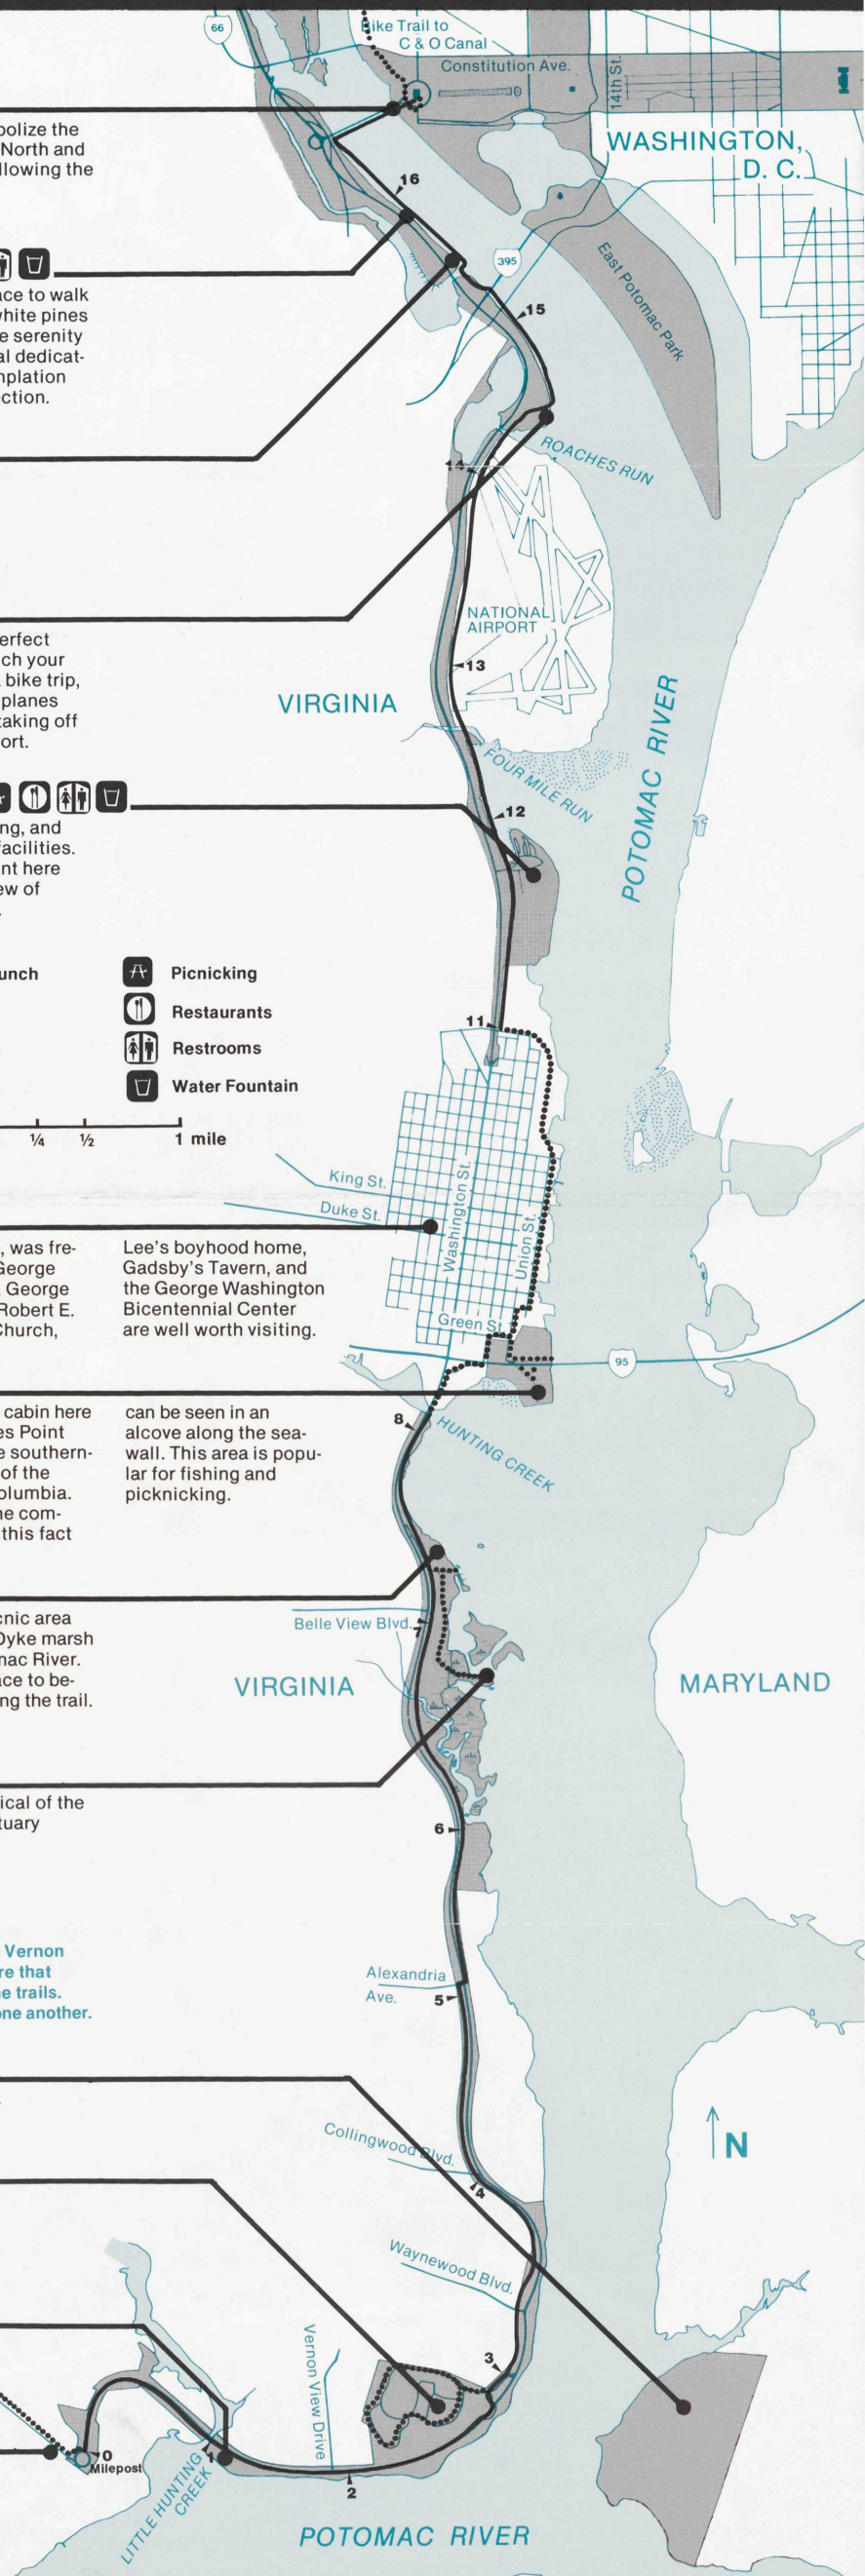 66
Bike Trail to
C & O Canal
Constitution Ave.
14th St.
WASHINGTON,
D. C.
bolize the
North and
llowing the
16
395
East Potomac Park
ace to walk
white pines
e serenity
al dedicat-
mplation
ction.
15
ROACHES RUN
14
NATIONAL
AIRPORT
erfect
ch your
bike trip,
planes
taking off
ort.
13
VIRGINIA
POTOMAC RIVER
FOUR MILE RUN
12
ng, and
facilities.
nt here
ew of
unch
Picnicking
Restaurants
Restrooms
Water Fountain
11
¼
½
1 mile
King St.
Duke St.
Washington St.
Union St.
Green St.
, was fre-
George
George
Robert E.
Church,
Lee's boyhood home,
Gadsby's Tavern, and
the George Washington
Bicentennial Center
are well worth visiting.
95
cabin here
es Point
e southern-
of the
olumbia.
he com-
this fact
can be seen in an
alcove along the sea-
wall. This area is popu-
lar for fishing and
picknicking.
8
HUNTING CREEK
cnic area
Dyke marsh
mac River.
ace to be-
ng the trail.
Belle View Blvd.
7
VIRGINIA
MARYLAND
ical of the
tuary
6
Vernon
re that
e trails.
one another.
Alexandria
Ave.
5
N
Collingwood Blvd.
4
Waynewood Blvd.
3
Vernon View Drive
0
Milepost
1
LITTLE HUNTING
CREEK
2
POTOMAC RIVER